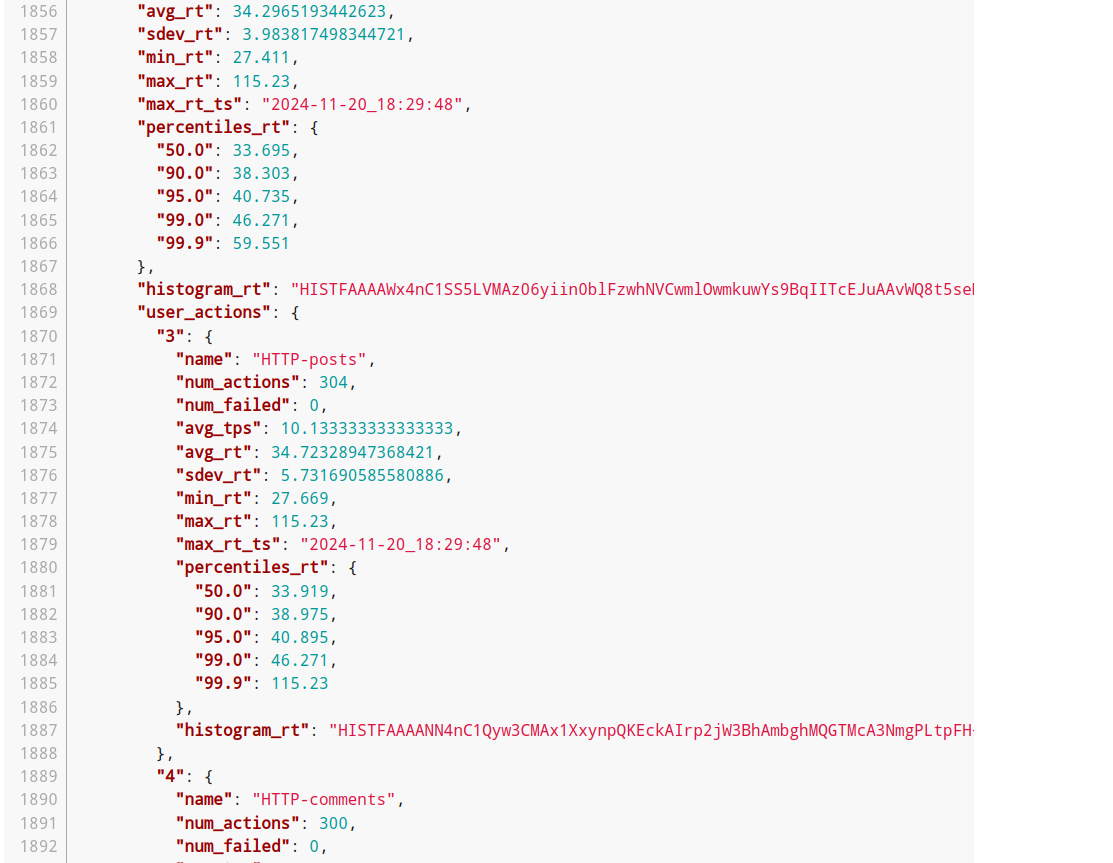 1856 "avg_rt": 34.2965193442623,
1857 "sdev_rt": 3.983817498344721,
1858 "min_rt": 27.411,
1859 "max_rt": 115.23,
1860 "max_rt_ts": "2024-11-20_18:29:48",
1861 "percentiles_rt": {
1862 "50.0": 33.695,
1863 "90.0": 38.303,
1864 "95.0": 40.735,
1865 "99.0": 46.271,
1866 "99.9": 59.551
1867 },
1868 "histogram_rt": "HISTFAAAAWx4nC1SS5LVMAz06yiin0blFzwhNVCwmlOwmkuwYs9BqIITcEJuAAvWQ8t5se
1869 "user_actions": {
1870 "3": {
1871 "name": "HTTP-posts",
1872 "num_actions": 304,
1873 "num_failed": 0,
1874 "avg_tps": 10.133333333333333,
1875 "avg_rt": 34.72328947368421,
1876 "sdev_rt": 5.731690585580886,
1877 "min_rt": 27.669,
1878 "max_rt": 115.23,
1879 "max_rt_ts": "2024-11-20_18:29:48",
1880 "percentiles_rt": {
1881 "50.0": 33.919,
1882 "90.0": 38.975,
1883 "95.0": 40.895,
1884 "99.0": 46.271,
1885 "99.9": 115.23
1886 },
1887 "histogram_rt": "HISTFAAAANN4nC1Qyw3CMAx1XxynpQKEckAIrp2jW3BhAmbghMQGTMcA3NmgPLtpFH
1888 },
1889 "4": {
1890 "name": "HTTP-comments",
1891 "num_actions": 300,
1892 "num_failed": 0,